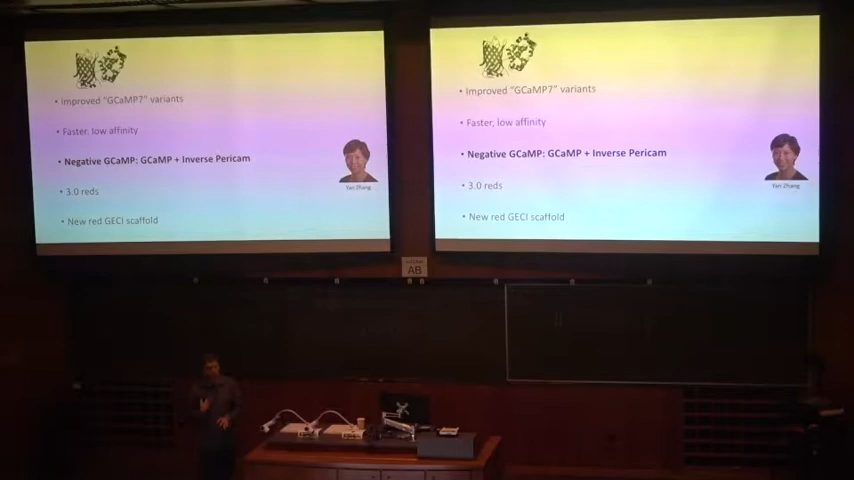 • Improved "GCaMP7" variants
• Faster, low affinity
• Negative GCaMP: GCaMP + Inverse Pericam
• 3.0 reds
• New red GECI scaffold
Yan Zhang
• Improved "GCaMP7" variants
• Faster, low affinity
• Negative GCaMP: GCaMP + Inverse Pericam
• 3.0 reds
• New red GECI scaffold
Yan Zhang
AB